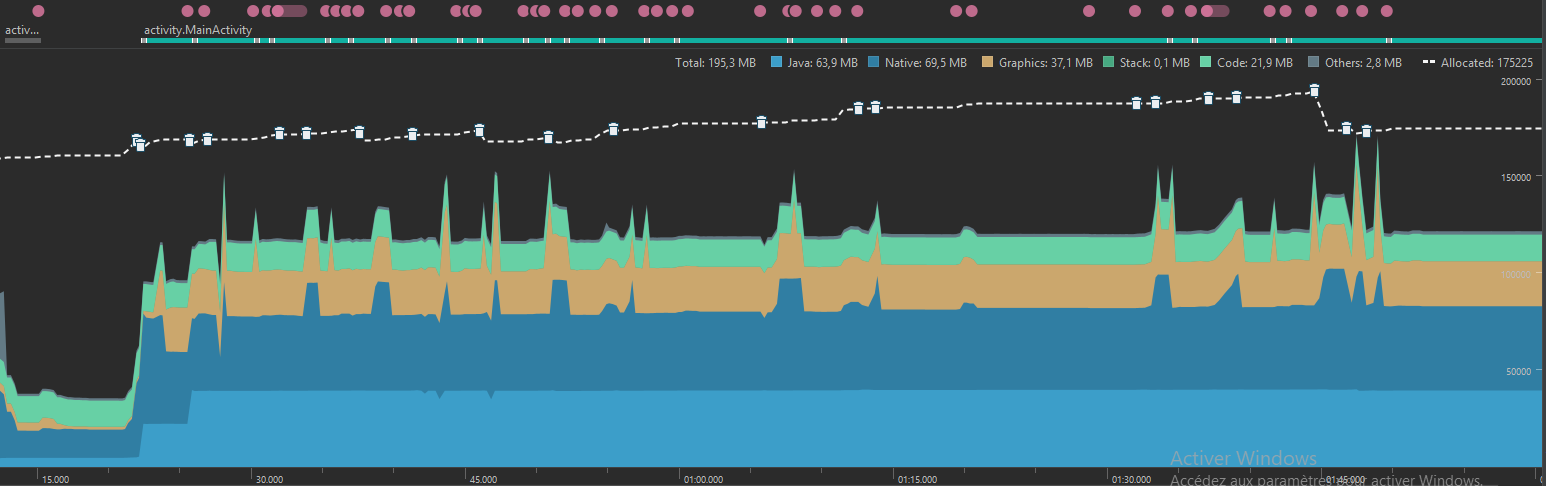 activ...
activity.MainActivity
Total: 195,3 MB Java: 63,9 MB Native: 69,5 MB Graphics: 37,1 MB Stack: 0,1 MB Code: 21,9 MB Others: 2,8 MB Allocated: 175225
200000
150000
100000
50000
Activer Windows
15.000 30.000 45.000 01:00.000 01:15.000 01:30.000 01:45.000
Accédez aux paramètres pour activer Windows.